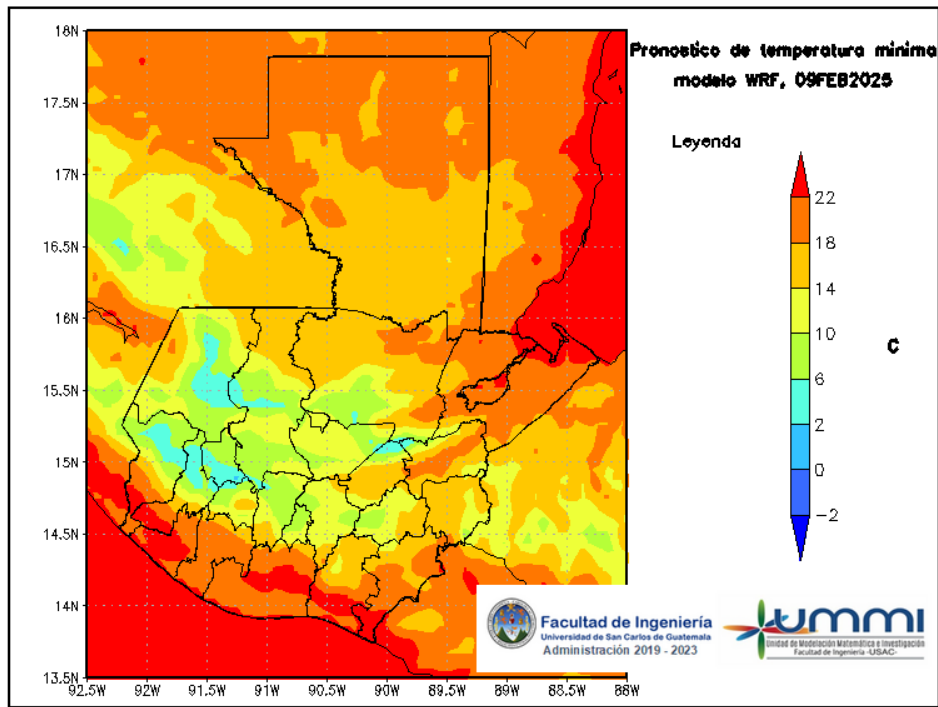 Pronostico de temperatura minima
modelo WRF, 09FEB2025
Leyenda
22
18
14
10
6
2
0
-2
C
18N
17.5N
17N
16.5N
16N
15.5N
15N
14.5N
14N
13.5N
92.5W
92W
91.5W
91W
90.5W
90W
89.5W
89W
88.5W
88W
Facultad de Ingeniería
Universidad de San Carlos de Guatemala
Administración 2019 - 2023
ummi
Unidad de Modelación Matemática e Investigación
Facultad de Ingeniería -USAC-